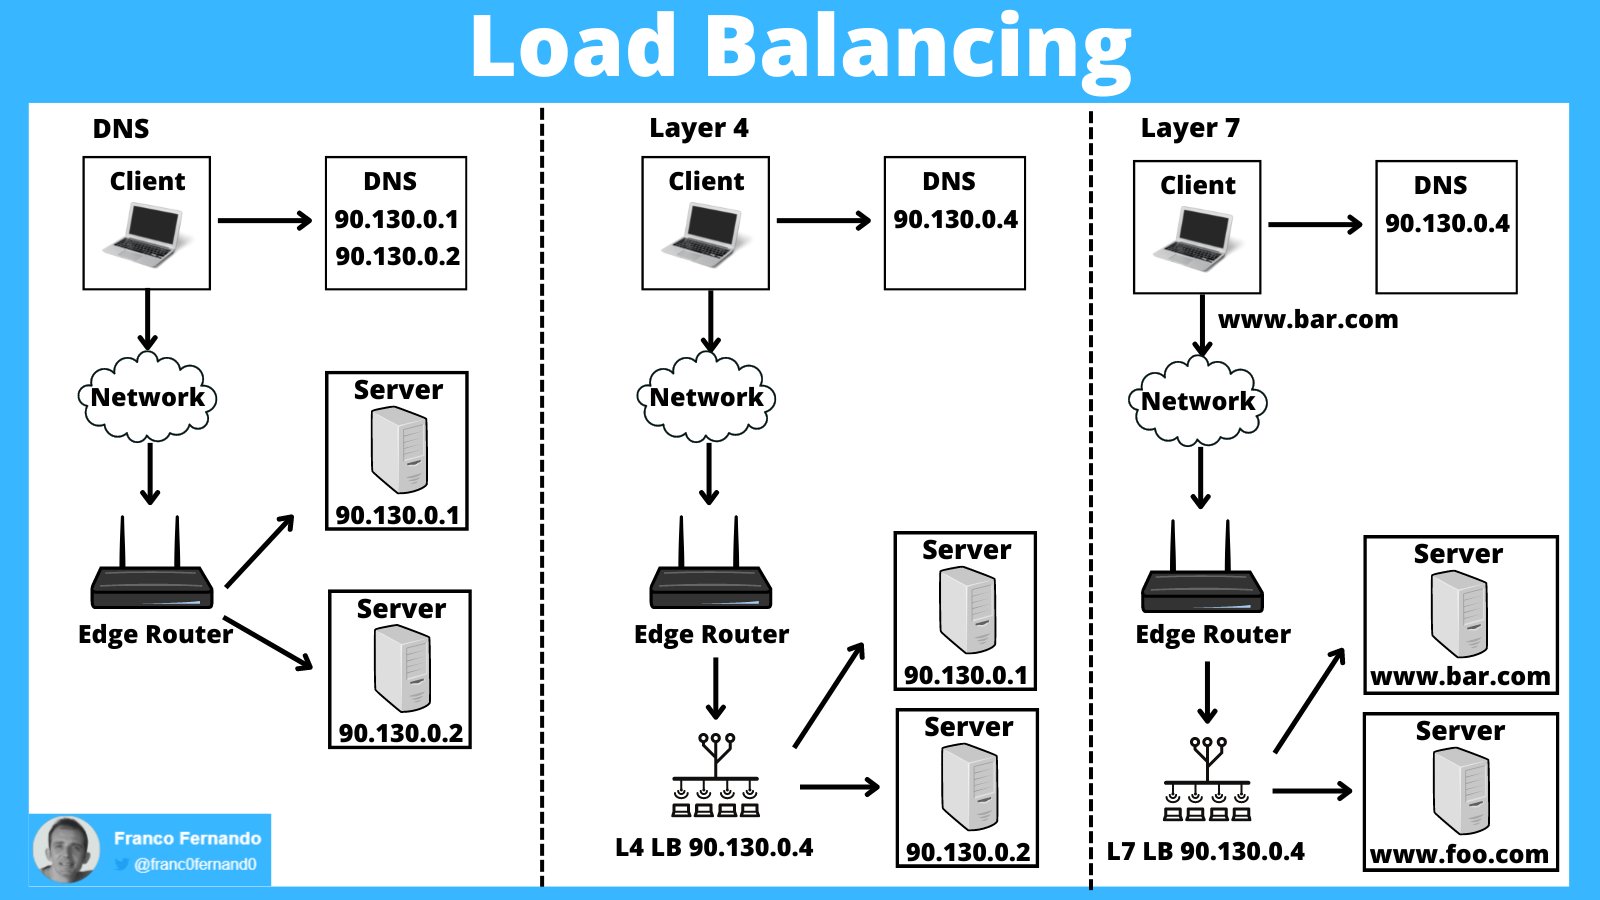 Load Balancing
DNS
Client
DNS
90.130.0.1
90.130.0.2
Network
Server
90.130.0.1
Edge Router
Server
90.130.0.2
Layer 4
Client
DNS
90.130.0.4
Network
Edge Router
Server
90.130.0.1
Server
90.130.0.2
L4 LB 90.130.0.4
Layer 7
Client
DNS
90.130.0.4
www.bar.com
Network
Edge Router
Server
www.bar.com
Server
www.foo.com
L7 LB 90.130.0.4
Franco Fernando
@franc0fernand0